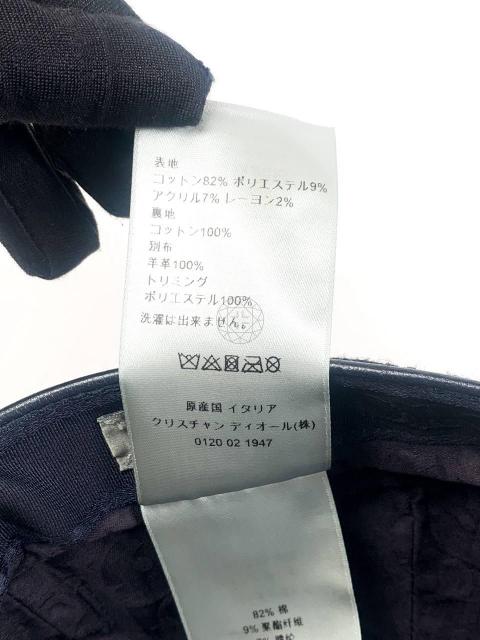 表地
コットン82% ポリエステル9%
アクリル7% レーヨン2%
裏地
コットン100%
別布
羊革100%
トリミング
ポリエステル100%
洗濯は出来ません。
原産国 イタリア
クリスチャン ディオール(株)
0120 02 1947
82% 棉
9% 聚酯纤维